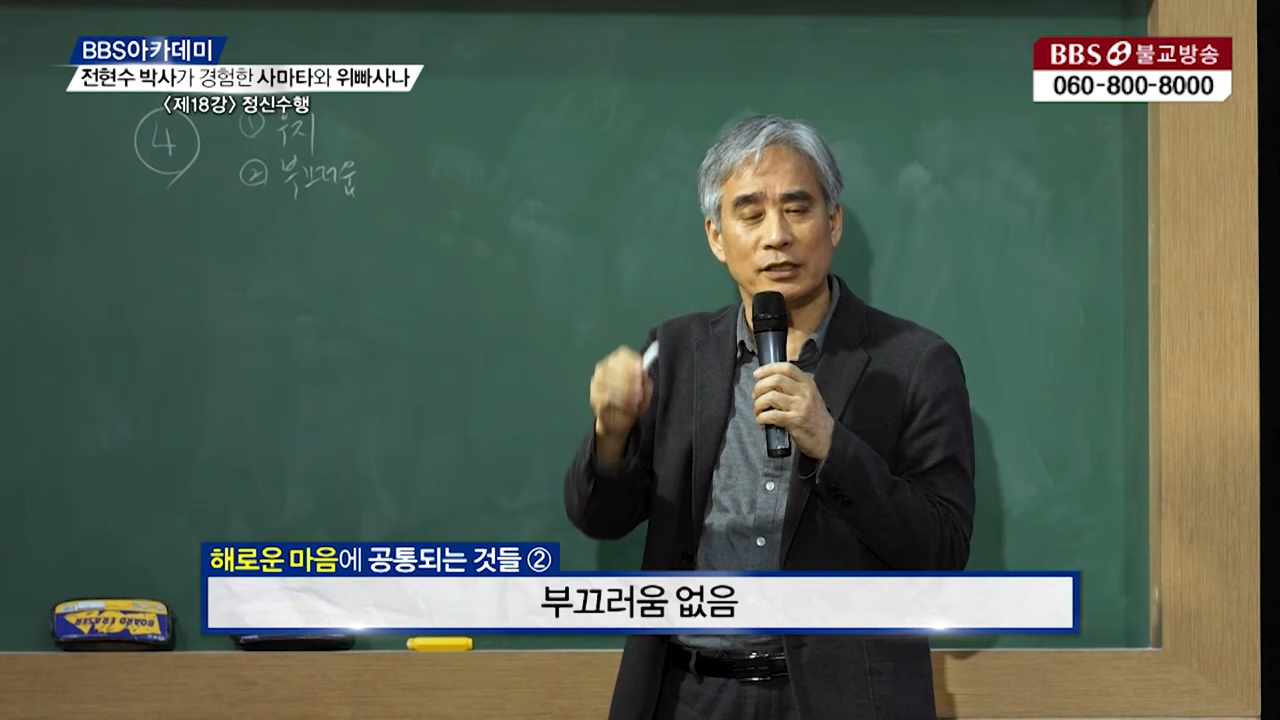 BBS아카데미
전현수 박사가 경험한 사마타와 위빠사나
<제18강> 정신수행
BBS 불교방송
060-800-8000
④ ① 무지
② 부끄러움
해로운 마음에 공통되는 것들 ②
부끄러움 없음
BOARD ERASER